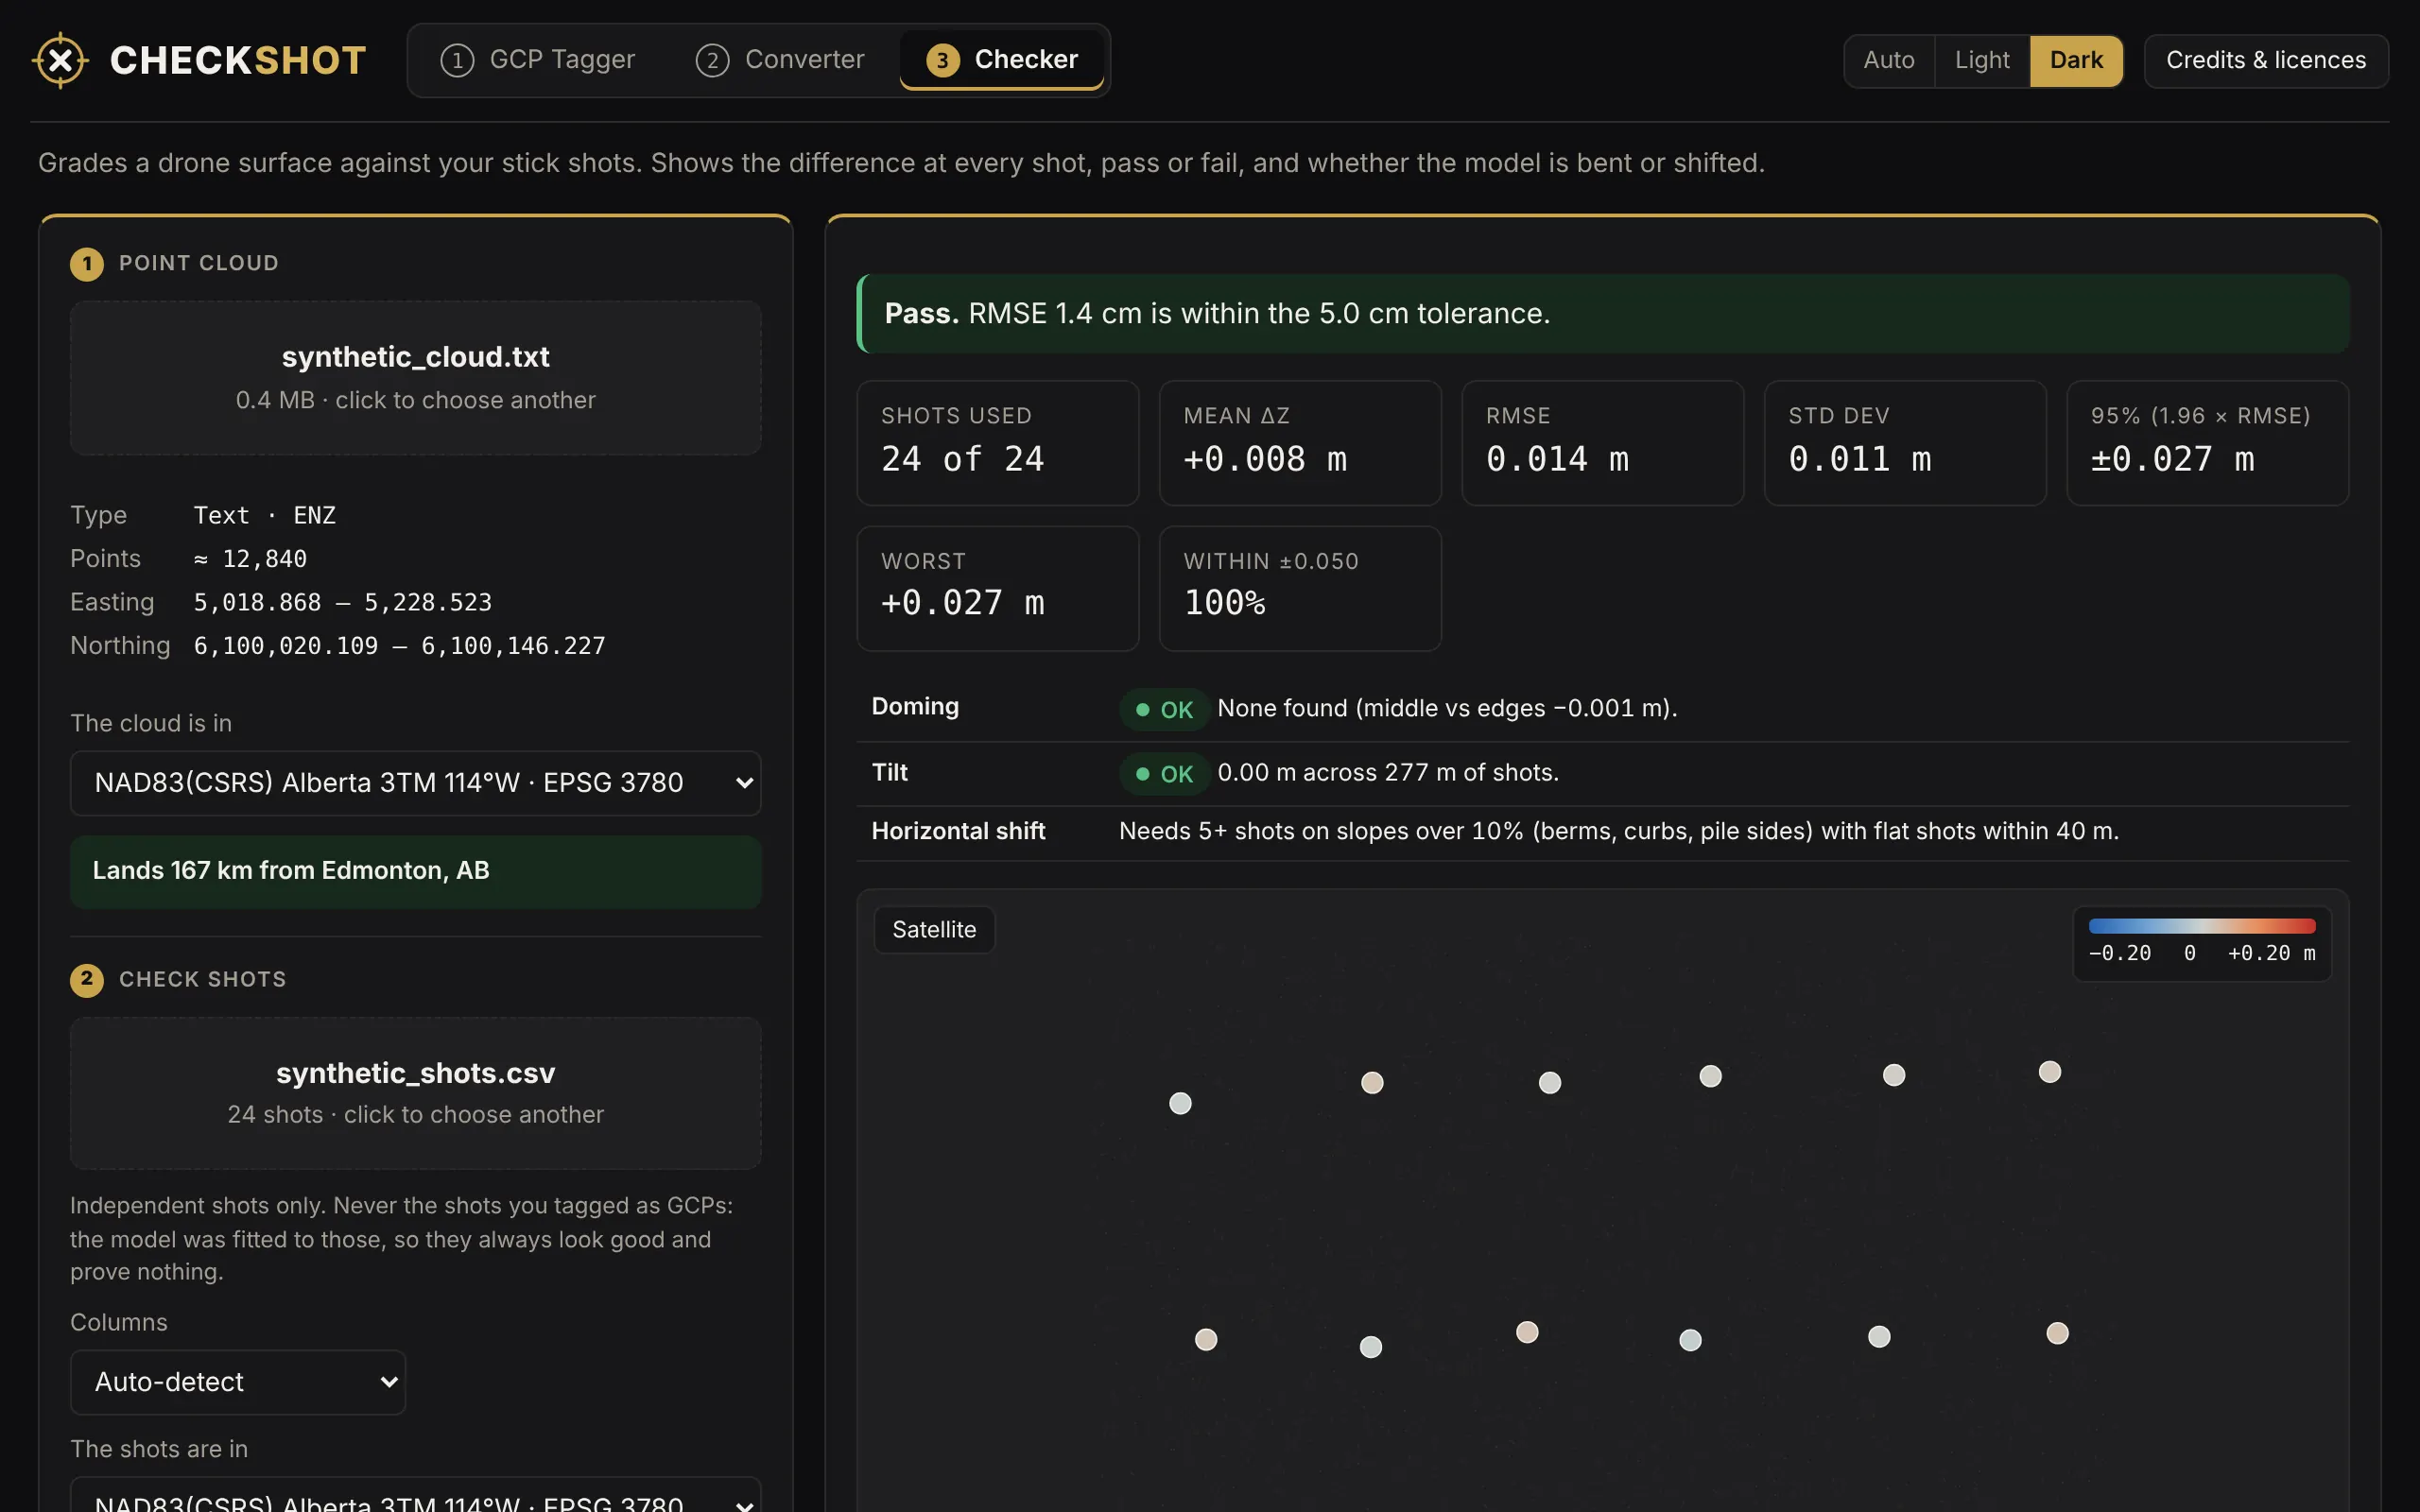 CHECKSHOT
1 GCP Tagger
2 Converter
3 Checker
Auto Light Dark
Credits & licences
Grades a drone surface against your stick shots. Shows the difference at every shot, pass or fail, and whether the model is bent or shifted.
1 POINT CLOUD
synthetic_cloud.txt
0.4 MB · click to choose another
Type Text · ENZ
Points ≈ 12,840
Easting 5,018.868 – 5,228.523
Northing 6,100,020.109 – 6,100,146.227
The cloud is in
NAD83(CSRS) Alberta 3TM 114°W · EPSG 3780
Lands 167 km from Edmonton, AB
2 CHECK SHOTS
synthetic_shots.csv
24 shots · click to choose another
Independent shots only. Never the shots you tagged as GCPs:
the model was fitted to those, so they always look good and
prove nothing.
Columns
Auto-detect
The shots are in
NAD83(CSRS) Alberta 3TM 114°W · EPSG 3780
Pass. RMSE 1.4 cm is within the 5.0 cm tolerance.
SHOTS USED
24 of 24
MEAN ΔZ
+0.008 m
RMSE
0.014 m
STD DEV
0.011 m
95% (1.96 × RMSE)
±0.027 m
WORST
+0.027 m
WITHIN ±0.050
100%
Doming OK None found (middle vs edges −0.001 m).
Tilt OK 0.00 m across 277 m of shots.
Horizontal shift Needs 5+ shots on slopes over 10% (berms, curbs, pile sides) with flat shots within 40 m.
Satellite
−0.20 0 +0.20 m